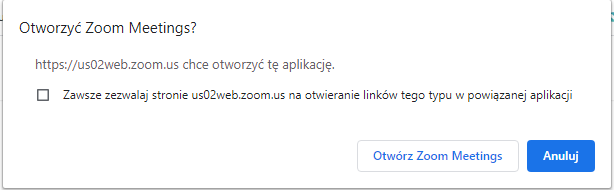 Otworzyć Zoom Meetings?
https://us02web.zoom.us chce otworzyć tę aplikację.
Zawsze zezwalaj stronie us02web.zoom.us na otwieranie linków tego typu w powiązanej aplikacji
Otwórz Zoom Meetings Anuluj